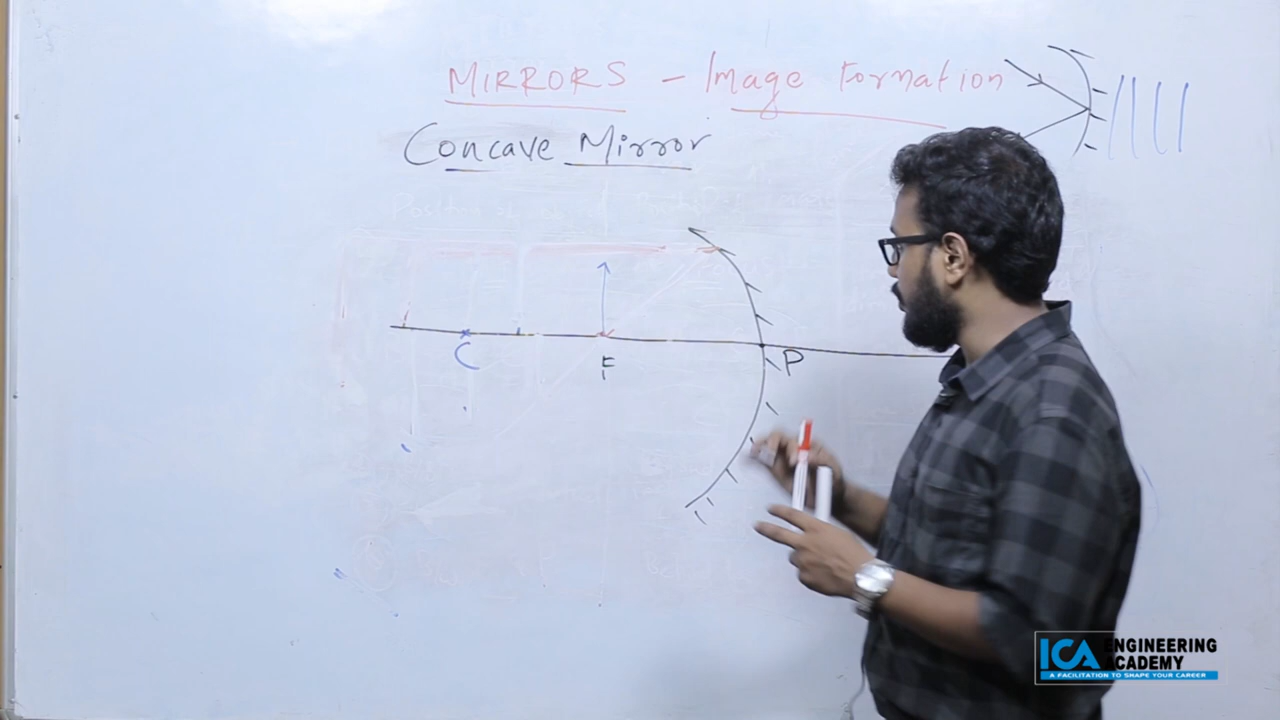 MIRRORS - Image Formation
Concave Mirror
C F P
ICA ENGINEERING ACADEMY
A FACILITATION TO SHAPE YOUR CAREER